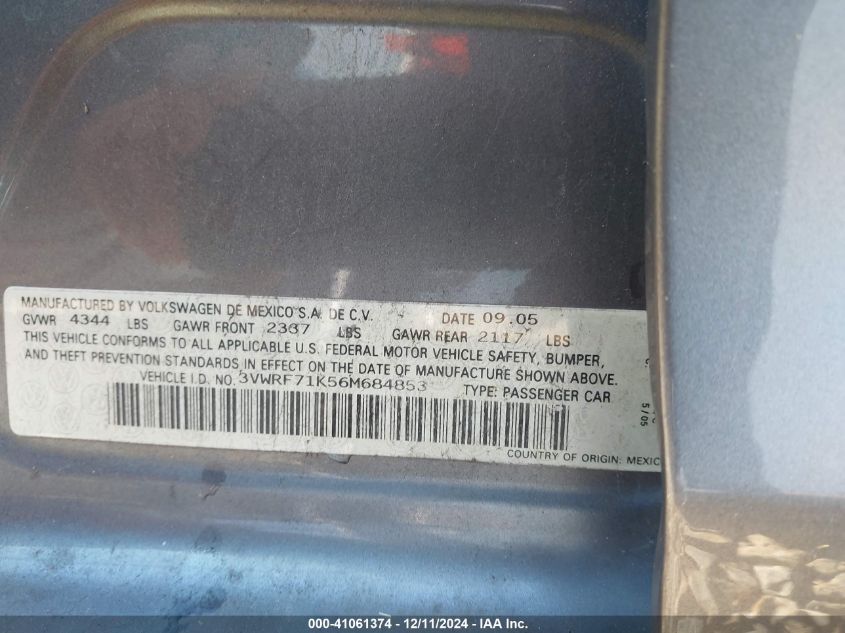 MANUFACTURED BY VOLKSWAGEN DE MEXICO S.A. DE C.V. DATE 09.05
GVWR 4344 LBS GAWR FRONT 2337 LBS GAWR REAR 2117 LBS
THIS VEHICLE CONFORMS TO ALL APPLICABLE U.S. FEDERAL MOTOR VEHICLE SAFETY, BUMPER,
AND THEFT PREVENTION STANDARDS IN EFFECT ON THE DATE OF MANUFACTURE SHOWN ABOVE.
VEHICLE I.D. NO. 3VWRF71K56M684853 TYPE: PASSENGER CAR
5/05
COUNTRY OF ORIGIN: MEXIC
000-41061374 - 12/11/2024 - IAA Inc.